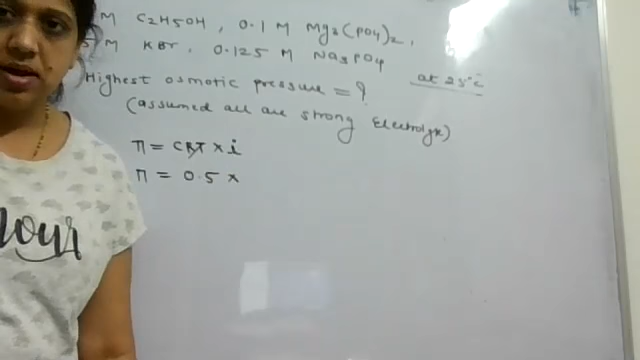 M C2H5OH, 0.1 M Mg3(PO4)2,
M KBr, 0.125 M Na3PO4
Highest osmotic pressure = ? at 25°C
(assumed all are strong Electrolyte)
π = CRT × i
π = 0.5 ×
your